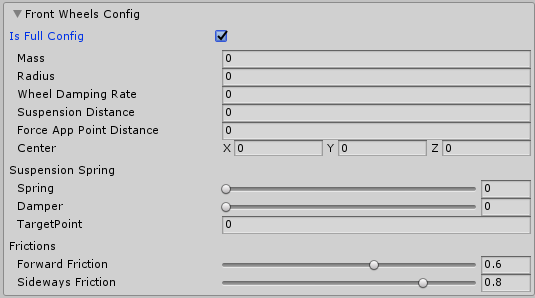 Front Wheels Config
Is Full Config
Mass 0
Radius 0
Wheel Damping Rate 0
Suspension Distance 0
Force App Point Distance 0
Center X 0 Y 0 Z 0
Suspension Spring
Spring 0
Damper 0
TargetPoint 0
Frictions
Forward Friction 0.6
Sideways Friction 0.8